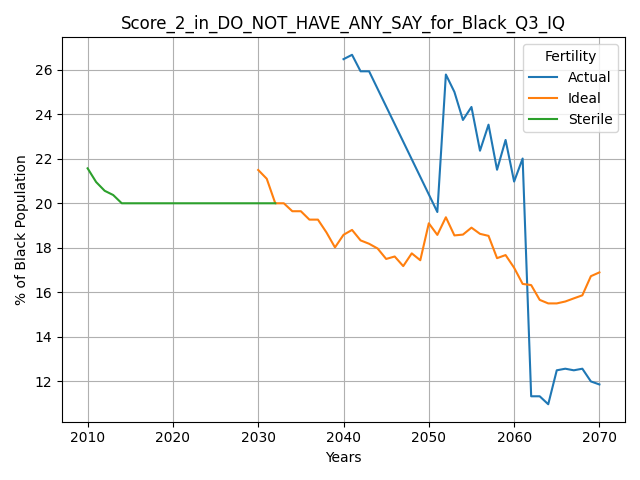 Score_2_in_DO_NOT_HAVE_ANY_SAY_for_Black_Q3_IQ
Fertility
Actual
Ideal
Sterile
% of Black Population
26
24
22
20
18
16
14
12
2010 2020 2030 2040 2050 2060 2070
Years